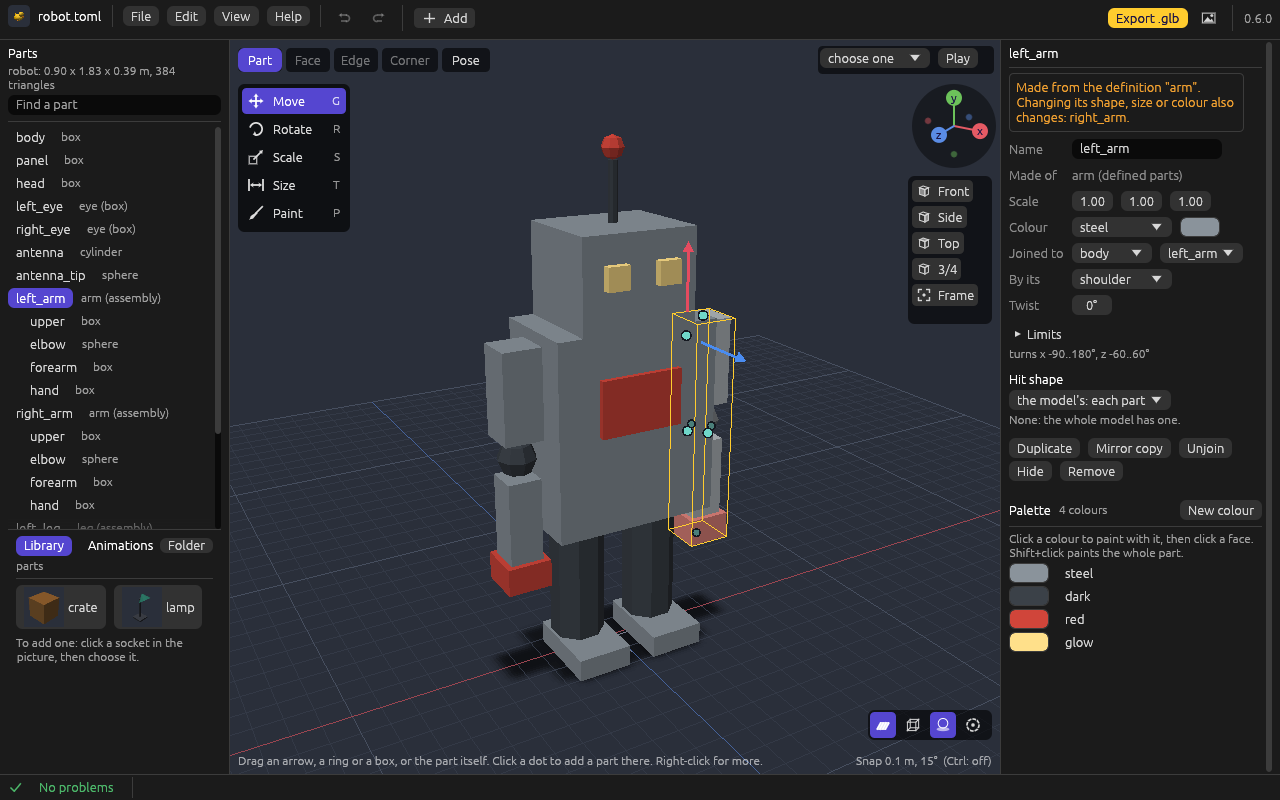 robot.toml File Edit View Help + Add Export .glb 0.6.0
Parts
robot: 0.90 x 1.83 x 0.39 m, 384
triangles
Find a part
body box
panel box
head box
left_eye eye (box)
right_eye eye (box)
antenna cylinder
antenna_tip sphere
left_arm arm (assembly)
upper box
elbow sphere
forearm box
hand box
right_arm arm (assembly)
upper box
elbow sphere
forearm box
hand box
left_leg leg (assembly)
Library Animations Folder
parts
crate lamp
To add one: click a socket in the
picture, then choose it.
Part Face Edge Corner Pose
Move G
Rotate R
Scale S
Size T
Paint P
choose one Play
y
x
z
Front
Side
Top
3/4
Frame
Drag an arrow, a ring or a box, or the part itself. Click a dot to add a part there. Right-click for more.
Snap 0.1 m, 15° (Ctrl: off)
left_arm
Made from the definition "arm".
Changing its shape, size or colour also
changes: right_arm.
Name left_arm
Made of arm (defined parts)
Scale 1.00 1.00 1.00
Colour steel
Joined to body left_arm
By its shoulder
Twist 0°
Limits
turns x -90..180°, z -60..60°
Hit shape
the model's: each part
None: the whole model has one.
Duplicate Mirror copy Unjoin
Hide Remove
Palette 4 colours New colour
Click a colour to paint with it, then click a face.
Shift+click paints the whole part.
steel
dark
red
glow
No problems